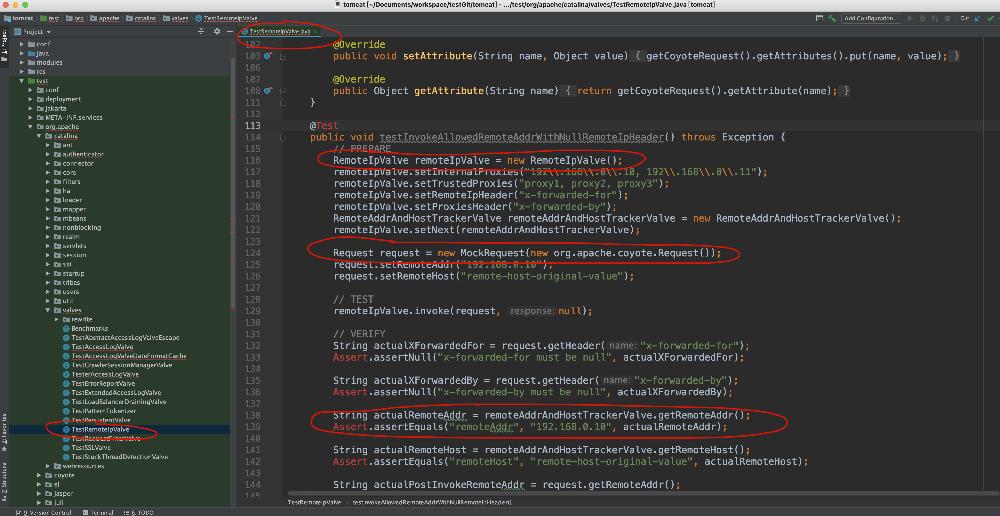 tomcat [~/Documents/workspace/testGit/tomcat] - .../test/org/apache/catalina/valves/TestRemoteIpValve.java [tomcat]
tomcat test org apache catalina valves TestRemoteIpValve
Add Configuration... Git:
1: Project
2: Favorites
7: Structure
Project
conf
java
modules
res
test
conf
deployment
jakarta
META-INF.services
org.apache
catalina
ant
authenticator
connector
core
filters
ha
loader
mapper
mbeans
nonblocking
realm
servlets
session
ssi
startup
tribes
users
util
valves
rewrite
Benchmarks
TestAbstractAccessLogValveEscape
TestAccessLogValve
TestAccessLogValveDateFormatCache
TestCrawlerSessionManagerValve
TesterAccessLogValve
TestErrorReportValve
TestExtendedAccessLogValve
TestLoadBalancerDrainingValve
TestPatternTokenizer
TestPersistentValve
TestRemoteIpValve
TestRequestFilterValve
TestSSLValve
TestStuckThreadDetectionValve
webresources
coyote
el
jasper
juli
TestRemoteIpValve.java
102 @Override
103 public void setAttribute(String name, Object value) { getCoyoteRequest().getAttributes().put(name, value); }
106
107 @Override
108 public Object getAttribute(String name) { return getCoyoteRequest().getAttribute(name); }
111 }
112
113 @Test
114 public void testInvokeAllowedRemoteAddrWithNullRemoteIpHeader() throws Exception {
115 // PREPARE
116 RemoteIpValve remoteIpValve = new RemoteIpValve();
117 remoteIpValve.setInternalProxies("192\\.168\\.0\\.10, 192\\.168\\.0\\.11");
118 remoteIpValve.setTrustedProxies("proxy1, proxy2, proxy3");
119 remoteIpValve.setRemoteIpHeader("x-forwarded-for");
120 remoteIpValve.setProxiesHeader("x-forwarded-by");
121 RemoteAddrAndHostTrackerValve remoteAddrAndHostTrackerValve = new RemoteAddrAndHostTrackerValve();
122 remoteIpValve.setNext(remoteAddrAndHostTrackerValve);
123
124 Request request = new MockRequest(new org.apache.coyote.Request());
125 request.setRemoteAddr("192.168.0.10");
126 request.setRemoteHost("remote-host-original-value");
127
128 // TEST
129 remoteIpValve.invoke(request, response: null);
130
131 // VERIFY
132 String actualXForwardedFor = request.getHeader( name: "x-forwarded-for");
133 Assert.assertNull("x-forwarded-for must be null", actualXForwardedFor);
134
135 String actualXForwardedBy = request.getHeader( name: "x-forwarded-by");
136 Assert.assertNull("x-forwarded-by must be null", actualXForwardedBy);
137
138 String actualRemoteAddr = remoteAddrAndHostTrackerValve.getRemoteAddr();
139 Assert.assertEquals("remoteAddr", "192.168.0.10", actualRemoteAddr);
140
141 String actualRemoteHost = remoteAddrAndHostTrackerValve.getRemoteHost();
142 Assert.assertEquals("remoteHost", "remote-host-original-value", actualRemoteHost);
143
144 String actualPostInvokeRemoteAddr = request.getRemoteAddr();
145
TestRemoteIpValve testInvokeAllowedRemoteAddrWithNullRemoteIpHeader()
9: Version Control Terminal 6: TODO